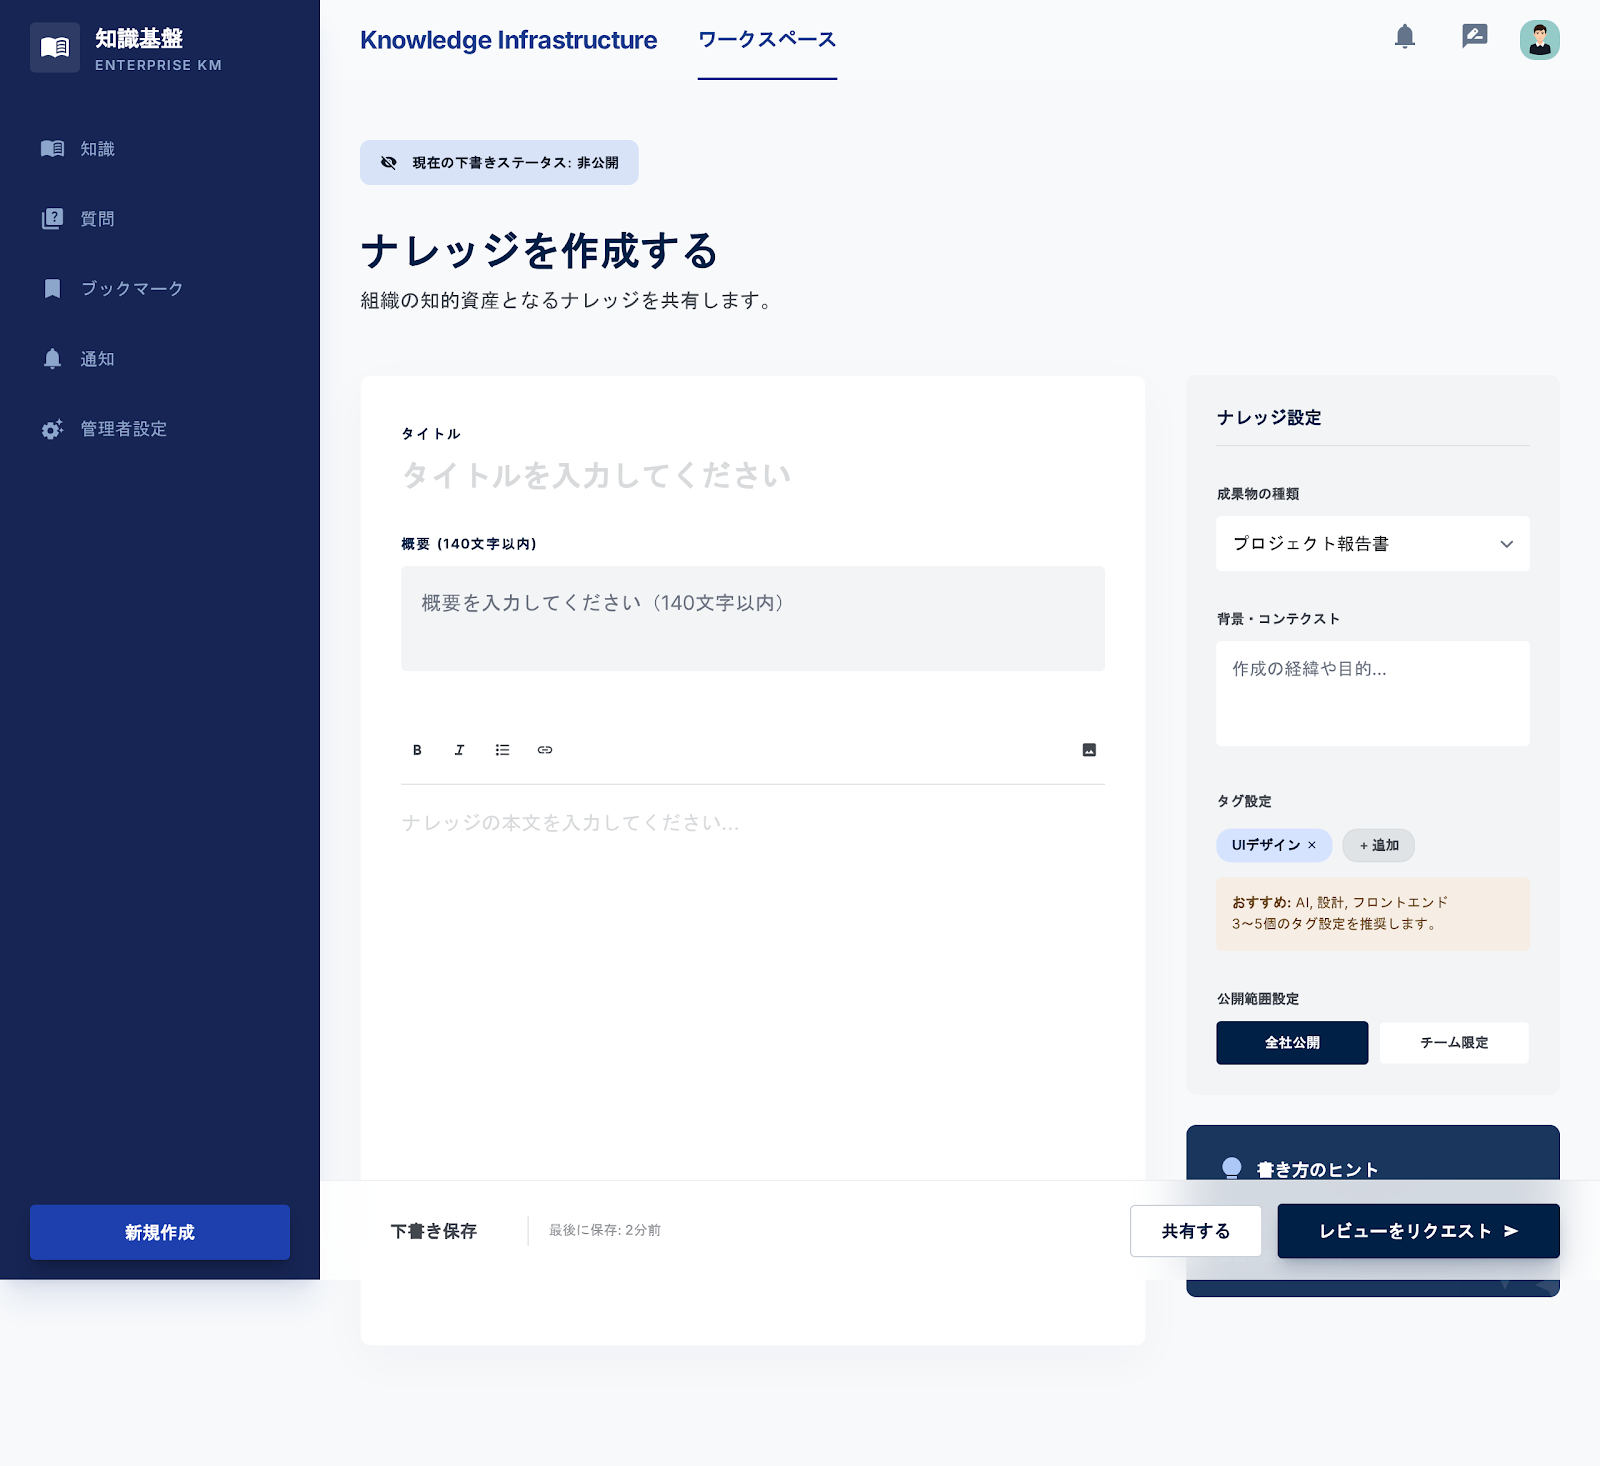 知識基盤
ENTERPRISE KM
知識
質問
ブックマーク
通知
管理者設定
新規作成
Knowledge Infrastructure
ワークスペース
現在の下書きステータス: 非公開
ナレッジを作成する
組織の知的資産となるナレッジを共有します。
タイトル
タイトルを入力してください
概要 (140文字以内)
概要を入力してください（140文字以内）
B
I
ナレッジの本文を入力してください...
ナレッジ設定
成果物の種類
プロジェクト報告書
背景・コンテクスト
作成の経緯や目的...
タグ設定
UIデザイン ×
+ 追加
おすすめ: AI, 設計, フロントエンド
3〜5個のタグ設定を推奨します。
公開範囲設定
全社公開
チーム限定
書き方のヒント
下書き保存
最後に保存: 2分前
共有する
レビューをリクエスト